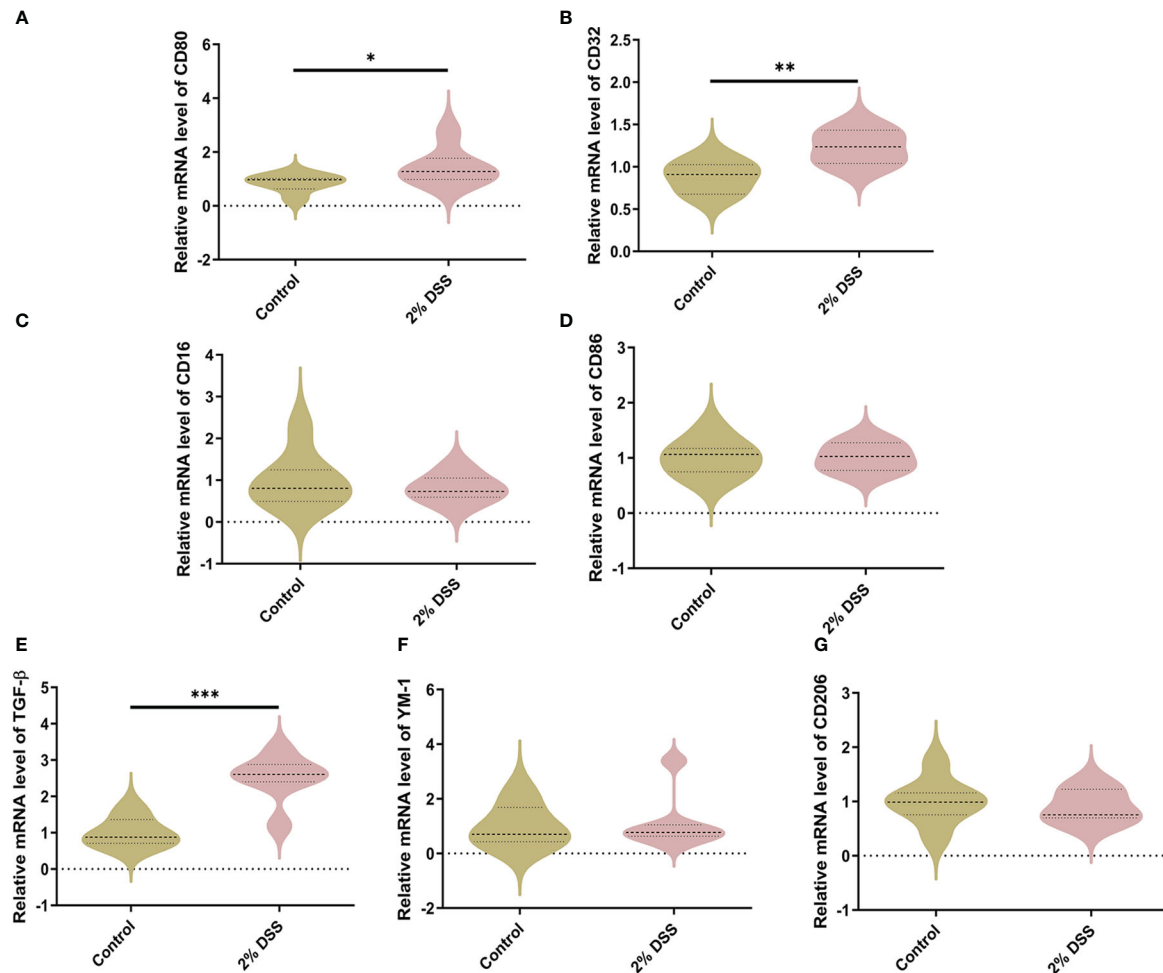 A
Relative mRNA level of CD80
6
4
2
0
-2
*
Control
2% DSS
B
Relative mRNA level of CD32
2.5
2.0
1.5
1.0
0.5
0.0
**
Control
2% DSS
C
Relative mRNA level of CD16
4
3
2
1
0
-1
Control
2% DSS
D
Relative mRNA level of CD86
3
2
1
0
-1
Control
2% DSS
E
Relative mRNA level of TGF-β
5
4
3
2
1
0
-1
***
Control
2% DSS
F
Relative mRNA level of YM-1
6
4
2
0
-2
Control
2% DSS
G
Relative mRNA level of CD206
3
2
1
0
-1
Control
2% DSS